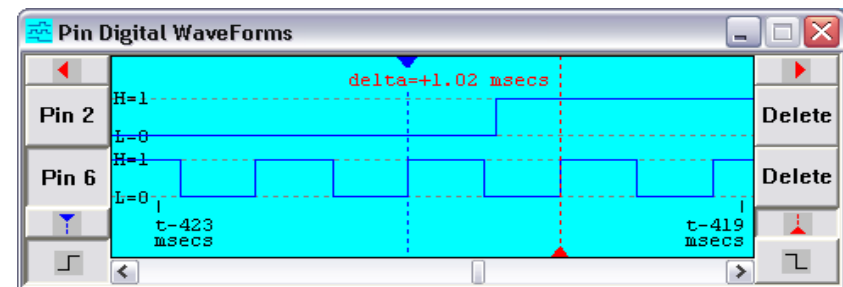 Pin Digital WaveForms
delta=+1.02 msecs
Pin 2
H=1
L=0
Delete
Pin 6
H=1
L=0
Delete
t-423
msecs
t-419
msecs